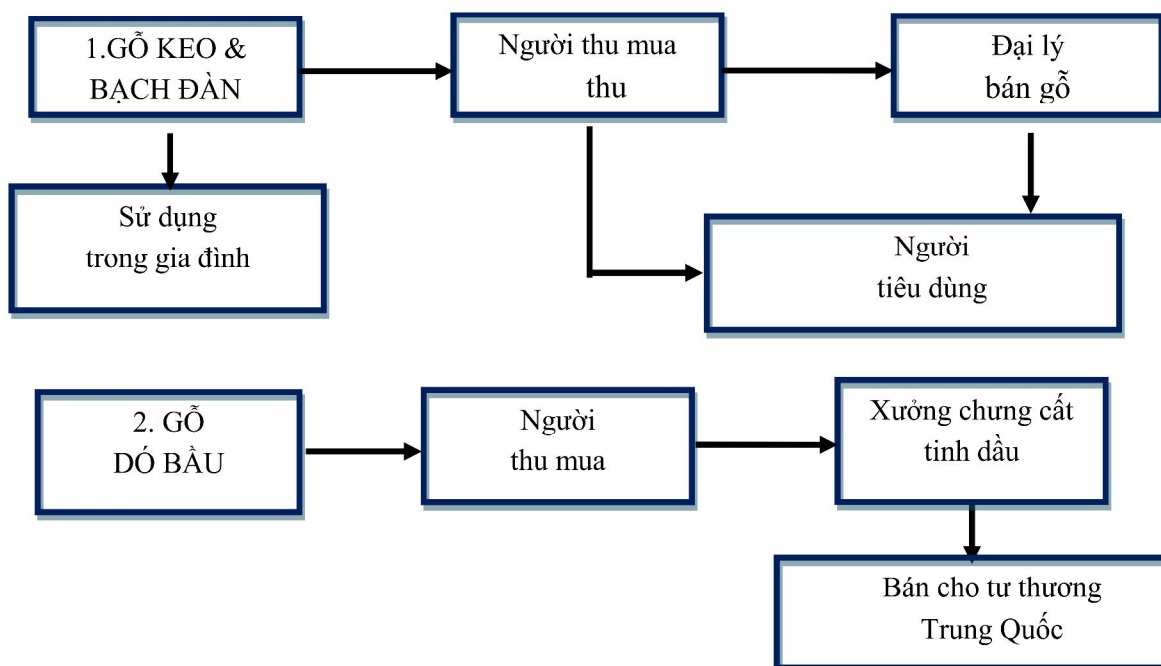 1.GỖ KEO &
BẠCH ĐÀN
Người thu mua
thu
Đại lý
bán gỗ
Sử dụng
trong gia đình
Người
tiêu dùng
2. GỖ
DÓ BẦU
Người
thu mua
Xưởng chưng cất
tinh dầu
Bán cho tư thương
Trung Quốc